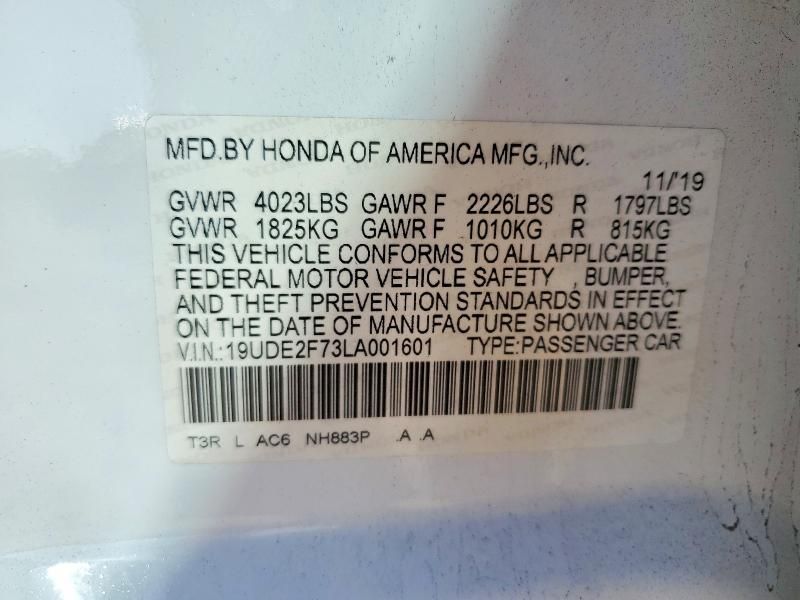 MFD.BY HONDA OF AMERICA MFG.,INC.
11/'19
GVWR 4023LBS GAWR F 2226LBS R 1797LBS
GVWR 1825KG GAWR F 1010KG R 815KG
THIS VEHICLE CONFORMS TO ALL APPLICABLE
FEDERAL MOTOR VEHICLE SAFETY , BUMPER,
AND THEFT PREVENTION STANDARDS IN EFFECT
ON THE DATE OF MANUFACTURE SHOWN ABOVE.
V.I.N.:19UDE2F73LA001601 TYPE:PASSENGER CAR
T3R L AC6 NH883P .A .A